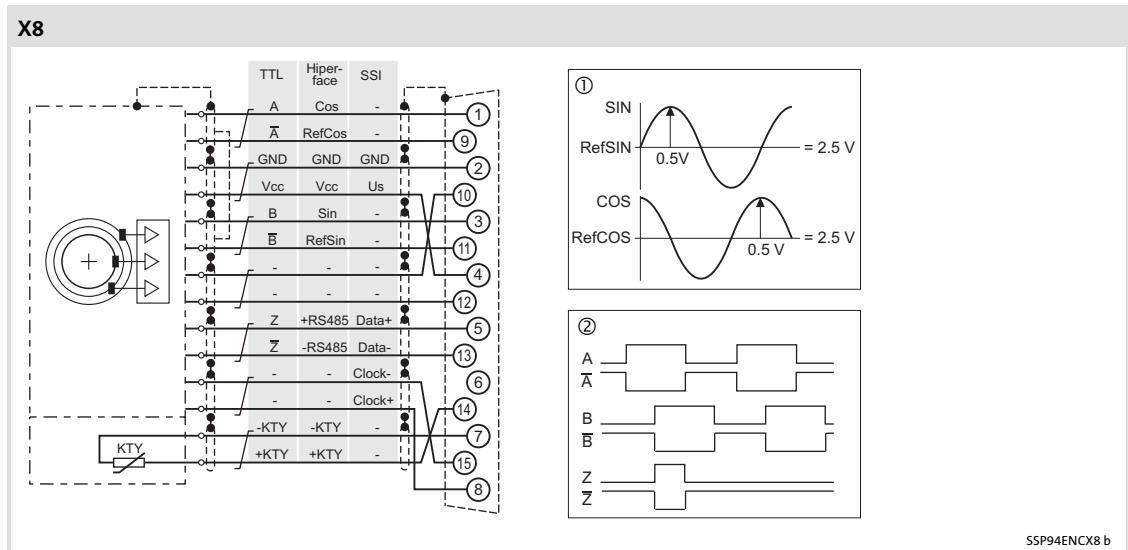 X8
TTL Hiper-face SSI
A Cos - 1
A̅ RefCos - 9
GND GND GND 2
Vcc Vcc Us 10
B Sin - 3
B̅ RefSin - 11
- - - 4
- - - 12
Z +RS485 Data+ 5
Z̅ -RS485 Data- 13
- - Clock- 6
- - Clock+ 14
-KTY -KTY - 7
KTY +KTY +KTY - 15
8
①
SIN
RefSIN 0.5V = 2.5 V
COS
RefCOS 0.5 V = 2.5 V
②
A
A̅
B
B̅
Z
Z̅
SSP94ENCX8 b